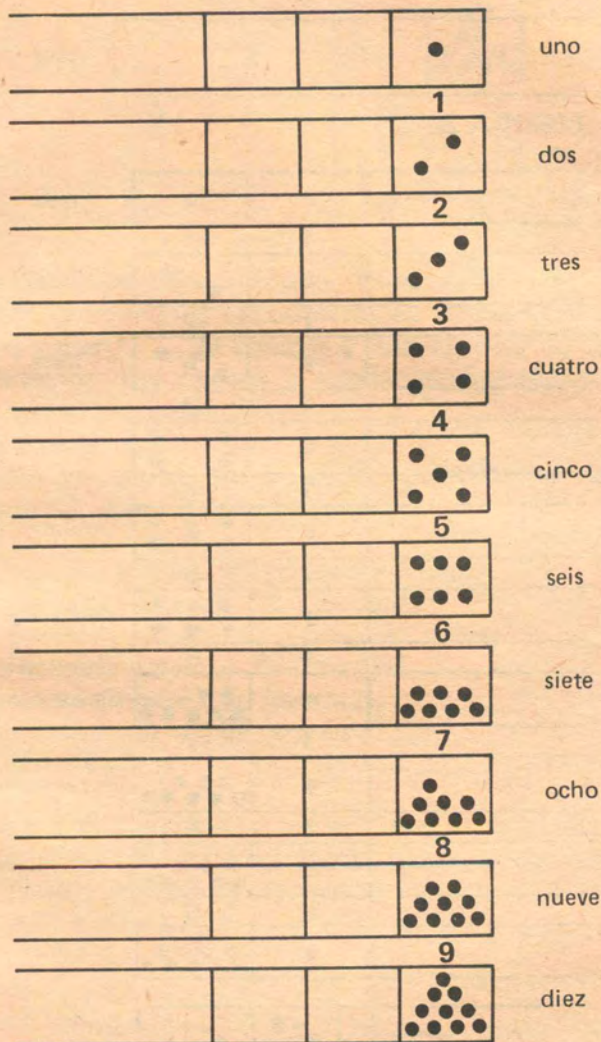 uno
1
dos
2
tres
3
cuatro
4
cinco
5
seis
6
siete
7
ocho
8
nueve
9
diez